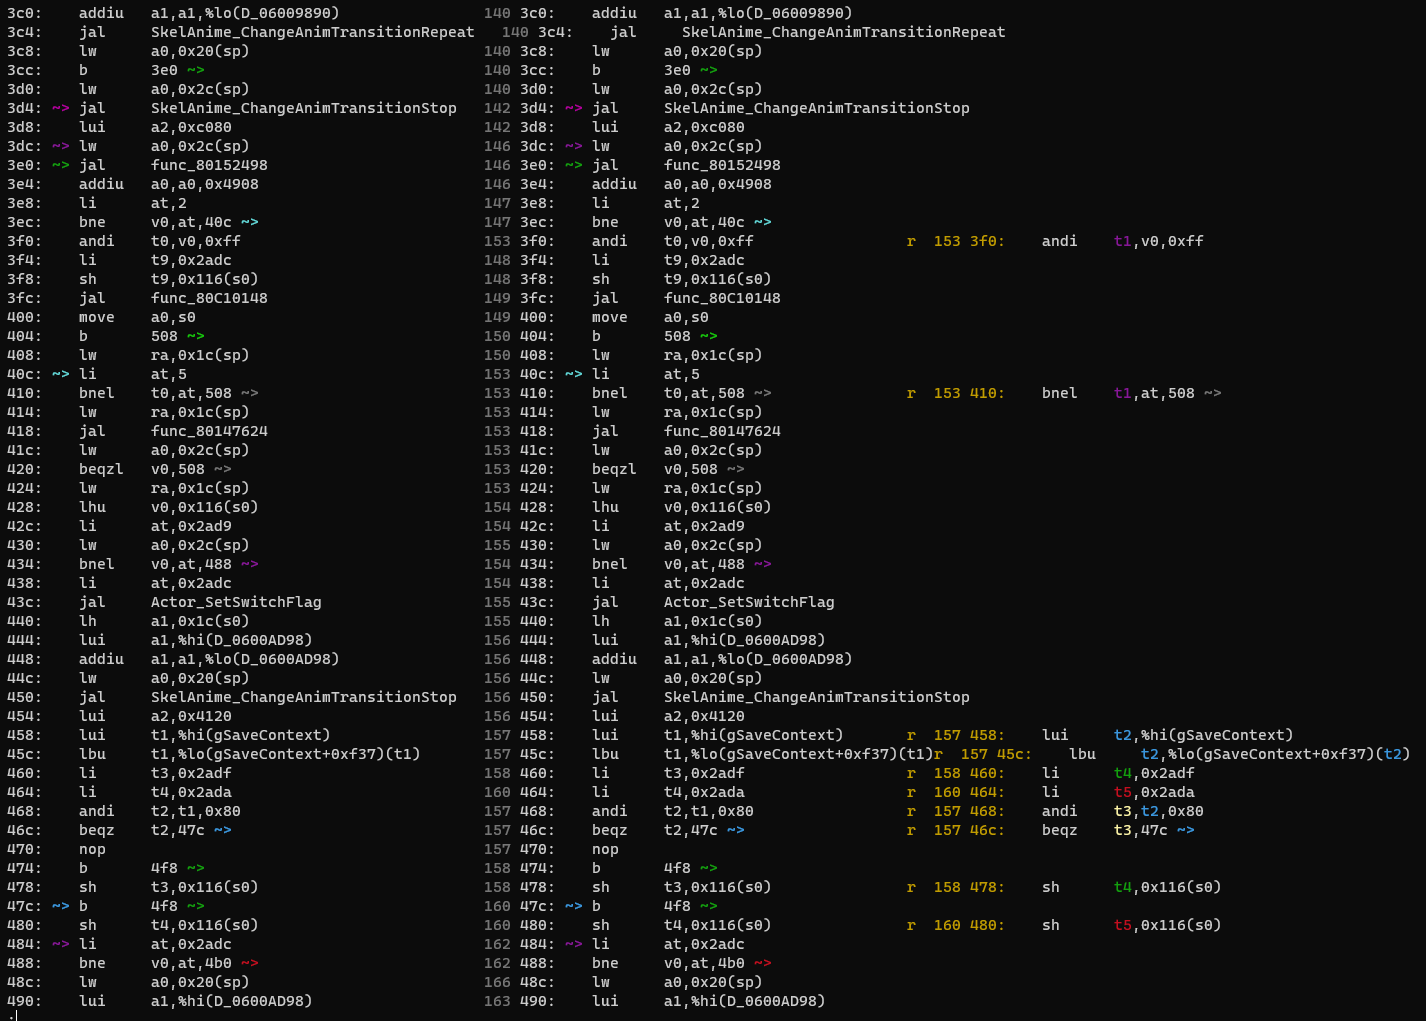 3c0: addiu a1,a1,%lo(D_06009890) 140 3c0: addiu a1,a1,%lo(D_06009890)
3c4: jal SkelAnime_ChangeAnimTransitionRepeat 140 3c4: jal SkelAnime_ChangeAnimTransitionRepeat
3c8: lw a0,0x20(sp) 140 3c8: lw a0,0x20(sp)
3cc: b 3e0 ~> 140 3cc: b 3e0 ~>
3d0: lw a0,0x2c(sp) 140 3d0: lw a0,0x2c(sp)
3d4: ~> jal SkelAnime_ChangeAnimTransitionStop 142 3d4: ~> jal SkelAnime_ChangeAnimTransitionStop
3d8: lui a2,0xc080 142 3d8: lui a2,0xc080
3dc: ~> lw a0,0x2c(sp) 146 3dc: ~> lw a0,0x2c(sp)
3e0: ~> jal func_80152498 146 3e0: ~> jal func_80152498
3e4: addiu a0,a0,0x4908 146 3e4: addiu a0,a0,0x4908
3e8: li at,2 147 3e8: li at,2
3ec: bne v0,at,40c ~> 147 3ec: bne v0,at,40c ~>
3f0: andi t0,v0,0xff 153 3f0: andi t0,v0,0xff r 153 3f0: andi t1,v0,0xff
3f4: li t9,0x2adc 148 3f4: li t9,0x2adc
3f8: sh t9,0x116(s0) 148 3f8: sh t9,0x116(s0)
3fc: jal func_80C10148 149 3fc: jal func_80C10148
400: move a0,s0 149 400: move a0,s0
404: b 508 ~> 150 404: b 508 ~>
408: lw ra,0x1c(sp) 150 408: lw ra,0x1c(sp)
40c: ~> li at,5 153 40c: ~> li at,5
410: bnel t0,at,508 ~> 153 410: bnel t0,at,508 ~> r 153 410: bnel t1,at,508 ~>
414: lw ra,0x1c(sp) 153 414: lw ra,0x1c(sp)
418: jal func_80147624 153 418: jal func_80147624
41c: lw a0,0x2c(sp) 153 41c: lw a0,0x2c(sp)
420: beqzl v0,508 ~> 153 420: beqzl v0,508 ~>
424: lw ra,0x1c(sp) 153 424: lw ra,0x1c(sp)
428: lhu v0,0x116(s0) 154 428: lhu v0,0x116(s0)
42c: li at,0x2ad9 154 42c: li at,0x2ad9
430: lw a0,0x2c(sp) 155 430: lw a0,0x2c(sp)
434: bnel v0,at,488 ~> 154 434: bnel v0,at,488 ~>
438: li at,0x2adc 154 438: li at,0x2adc
43c: jal Actor_SetSwitchFlag 155 43c: jal Actor_SetSwitchFlag
440: lh a1,0x1c(s0) 155 440: lh a1,0x1c(s0)
444: lui a1,%hi(D_0600AD98) 156 444: lui a1,%hi(D_0600AD98)
448: addiu a1,a1,%lo(D_0600AD98) 156 448: addiu a1,a1,%lo(D_0600AD98)
44c: lw a0,0x20(sp) 156 44c: lw a0,0x20(sp)
450: jal SkelAnime_ChangeAnimTransitionStop 156 450: jal SkelAnime_ChangeAnimTransitionStop
454: lui a2,0x4120 156 454: lui a2,0x4120
458: lui t1,%hi(gSaveContext) 157 458: lui t1,%hi(gSaveContext) r 157 458: lui t2,%hi(gSaveContext)
45c: lbu t1,%lo(gSaveContext+0xf37)(t1) 157 45c: lbu t1,%lo(gSaveContext+0xf37)(t1)r 157 45c: lbu t2,%lo(gSaveContext+0xf37)(t2)
460: li t3,0x2adf 158 460: li t3,0x2adf r 158 460: li t4,0x2adf
464: li t4,0x2ada 160 464: li t4,0x2ada r 160 464: li t5,0x2ada
468: andi t2,t1,0x80 157 468: andi t2,t1,0x80 r 157 468: andi t3,t2,0x80
46c: beqz t2,47c ~> 157 46c: beqz t2,47c ~> r 157 46c: beqz t3,47c ~>
470: nop 157 470: nop
474: b 4f8 ~> 158 474: b 4f8 ~>
478: sh t3,0x116(s0) 158 478: sh t3,0x116(s0) r 158 478: sh t4,0x116(s0)
47c: ~> b 4f8 ~> 160 47c: ~> b 4f8 ~>
480: sh t4,0x116(s0) 160 480: sh t4,0x116(s0) r 160 480: sh t5,0x116(s0)
484: ~> li at,0x2adc 162 484: ~> li at,0x2adc
488: bne v0,at,4b0 ~> 162 488: bne v0,at,4b0 ~>
48c: lw a0,0x20(sp) 166 48c: lw a0,0x20(sp)
490: lui a1,%hi(D_0600AD98) 163 490: lui a1,%hi(D_0600AD98)